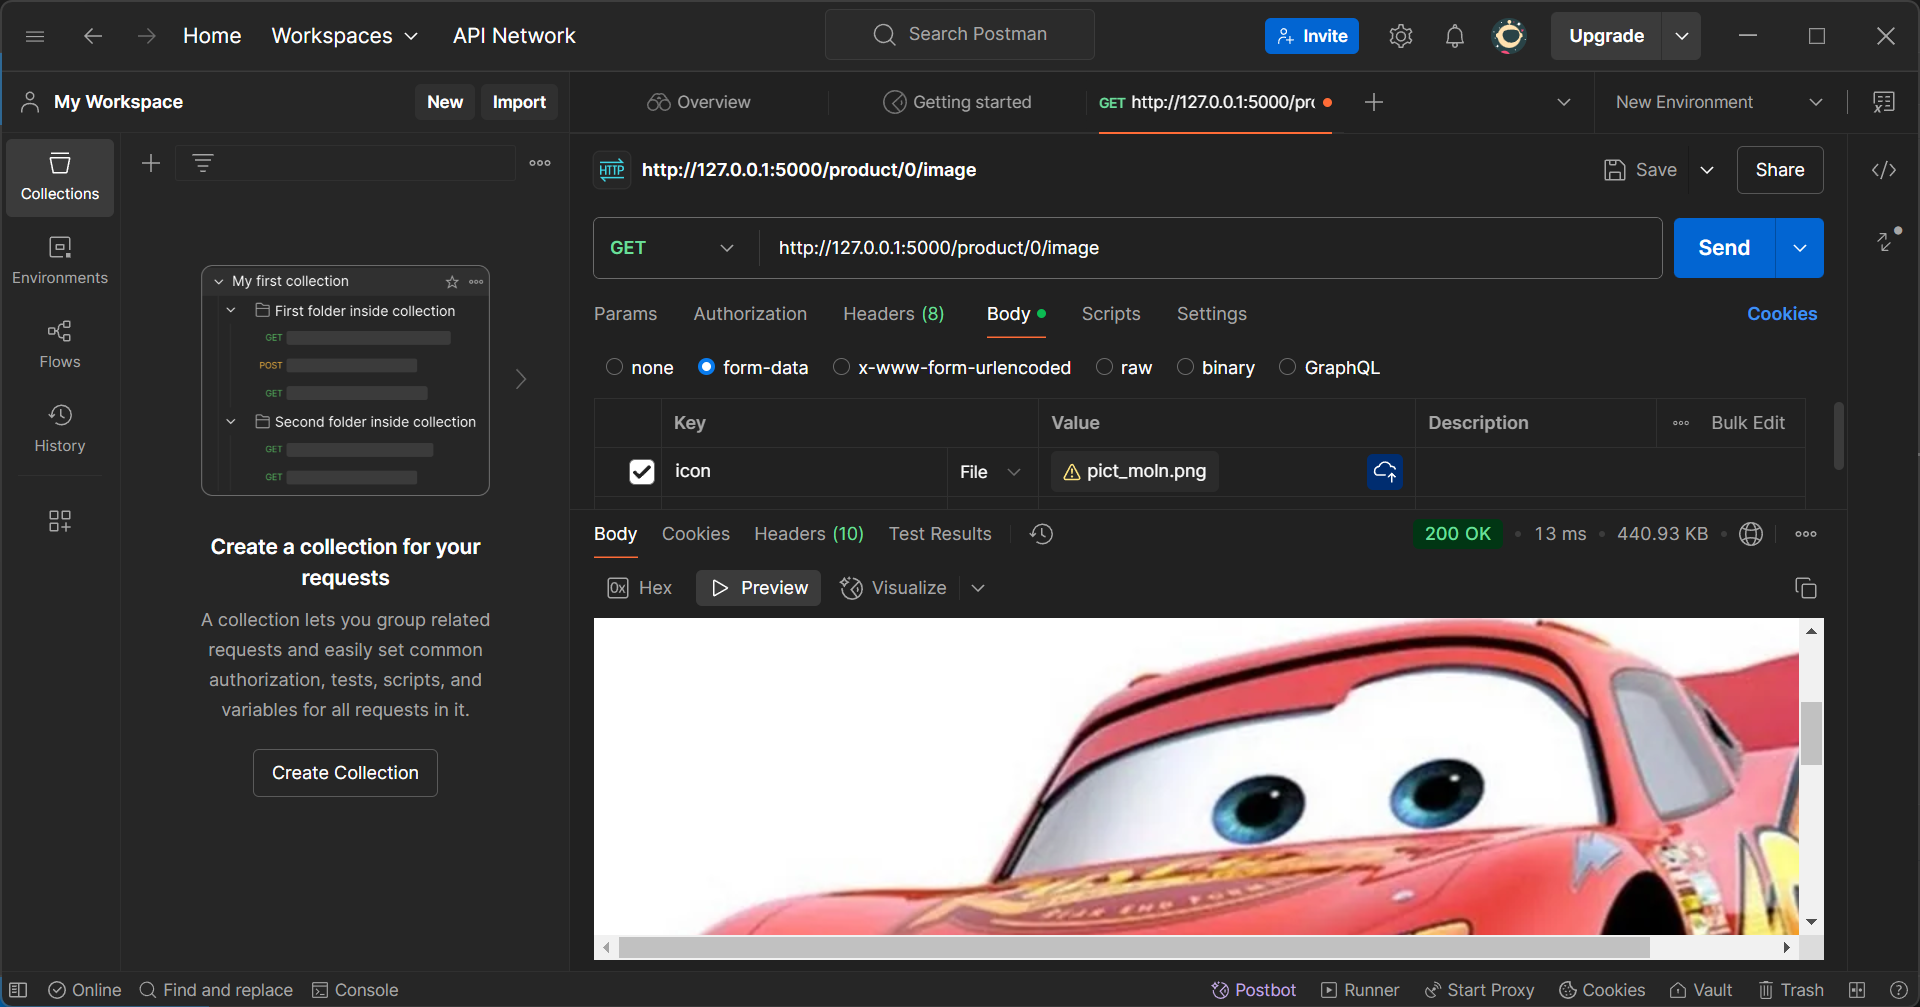 Home
Workspaces
API Network
Search Postman
Invite
Upgrade
My Workspace
New
Import
Overview
Getting started
GET http://127.0.0.1:5000/pr
New Environment
Collections
Environments
Flows
History
My first collection
First folder inside collection
GET
POST
GET
Second folder inside collection
GET
GET
Create a collection for your
requests
A collection lets you group related
requests and easily set common
authorization, tests, scripts, and
variables for all requests in it.
Create Collection
HTTP http://127.0.0.1:5000/product/0/image
Save
Share
GET
http://127.0.0.1:5000/product/0/image
Send
Params
Authorization
Headers (8)
Body
Scripts
Settings
Cookies
none
form-data
x-www-form-urlencoded
raw
binary
GraphQL
Key
Value
Description
Bulk Edit
icon
File
pict_moln.png
Body
Cookies
Headers (10)
Test Results
200 OK
13 ms
440.93 KB
0x Hex
Preview
Visualize
Online
Find and replace
Console
Postbot
Runner
Start Proxy
Cookies
Vault
Trash